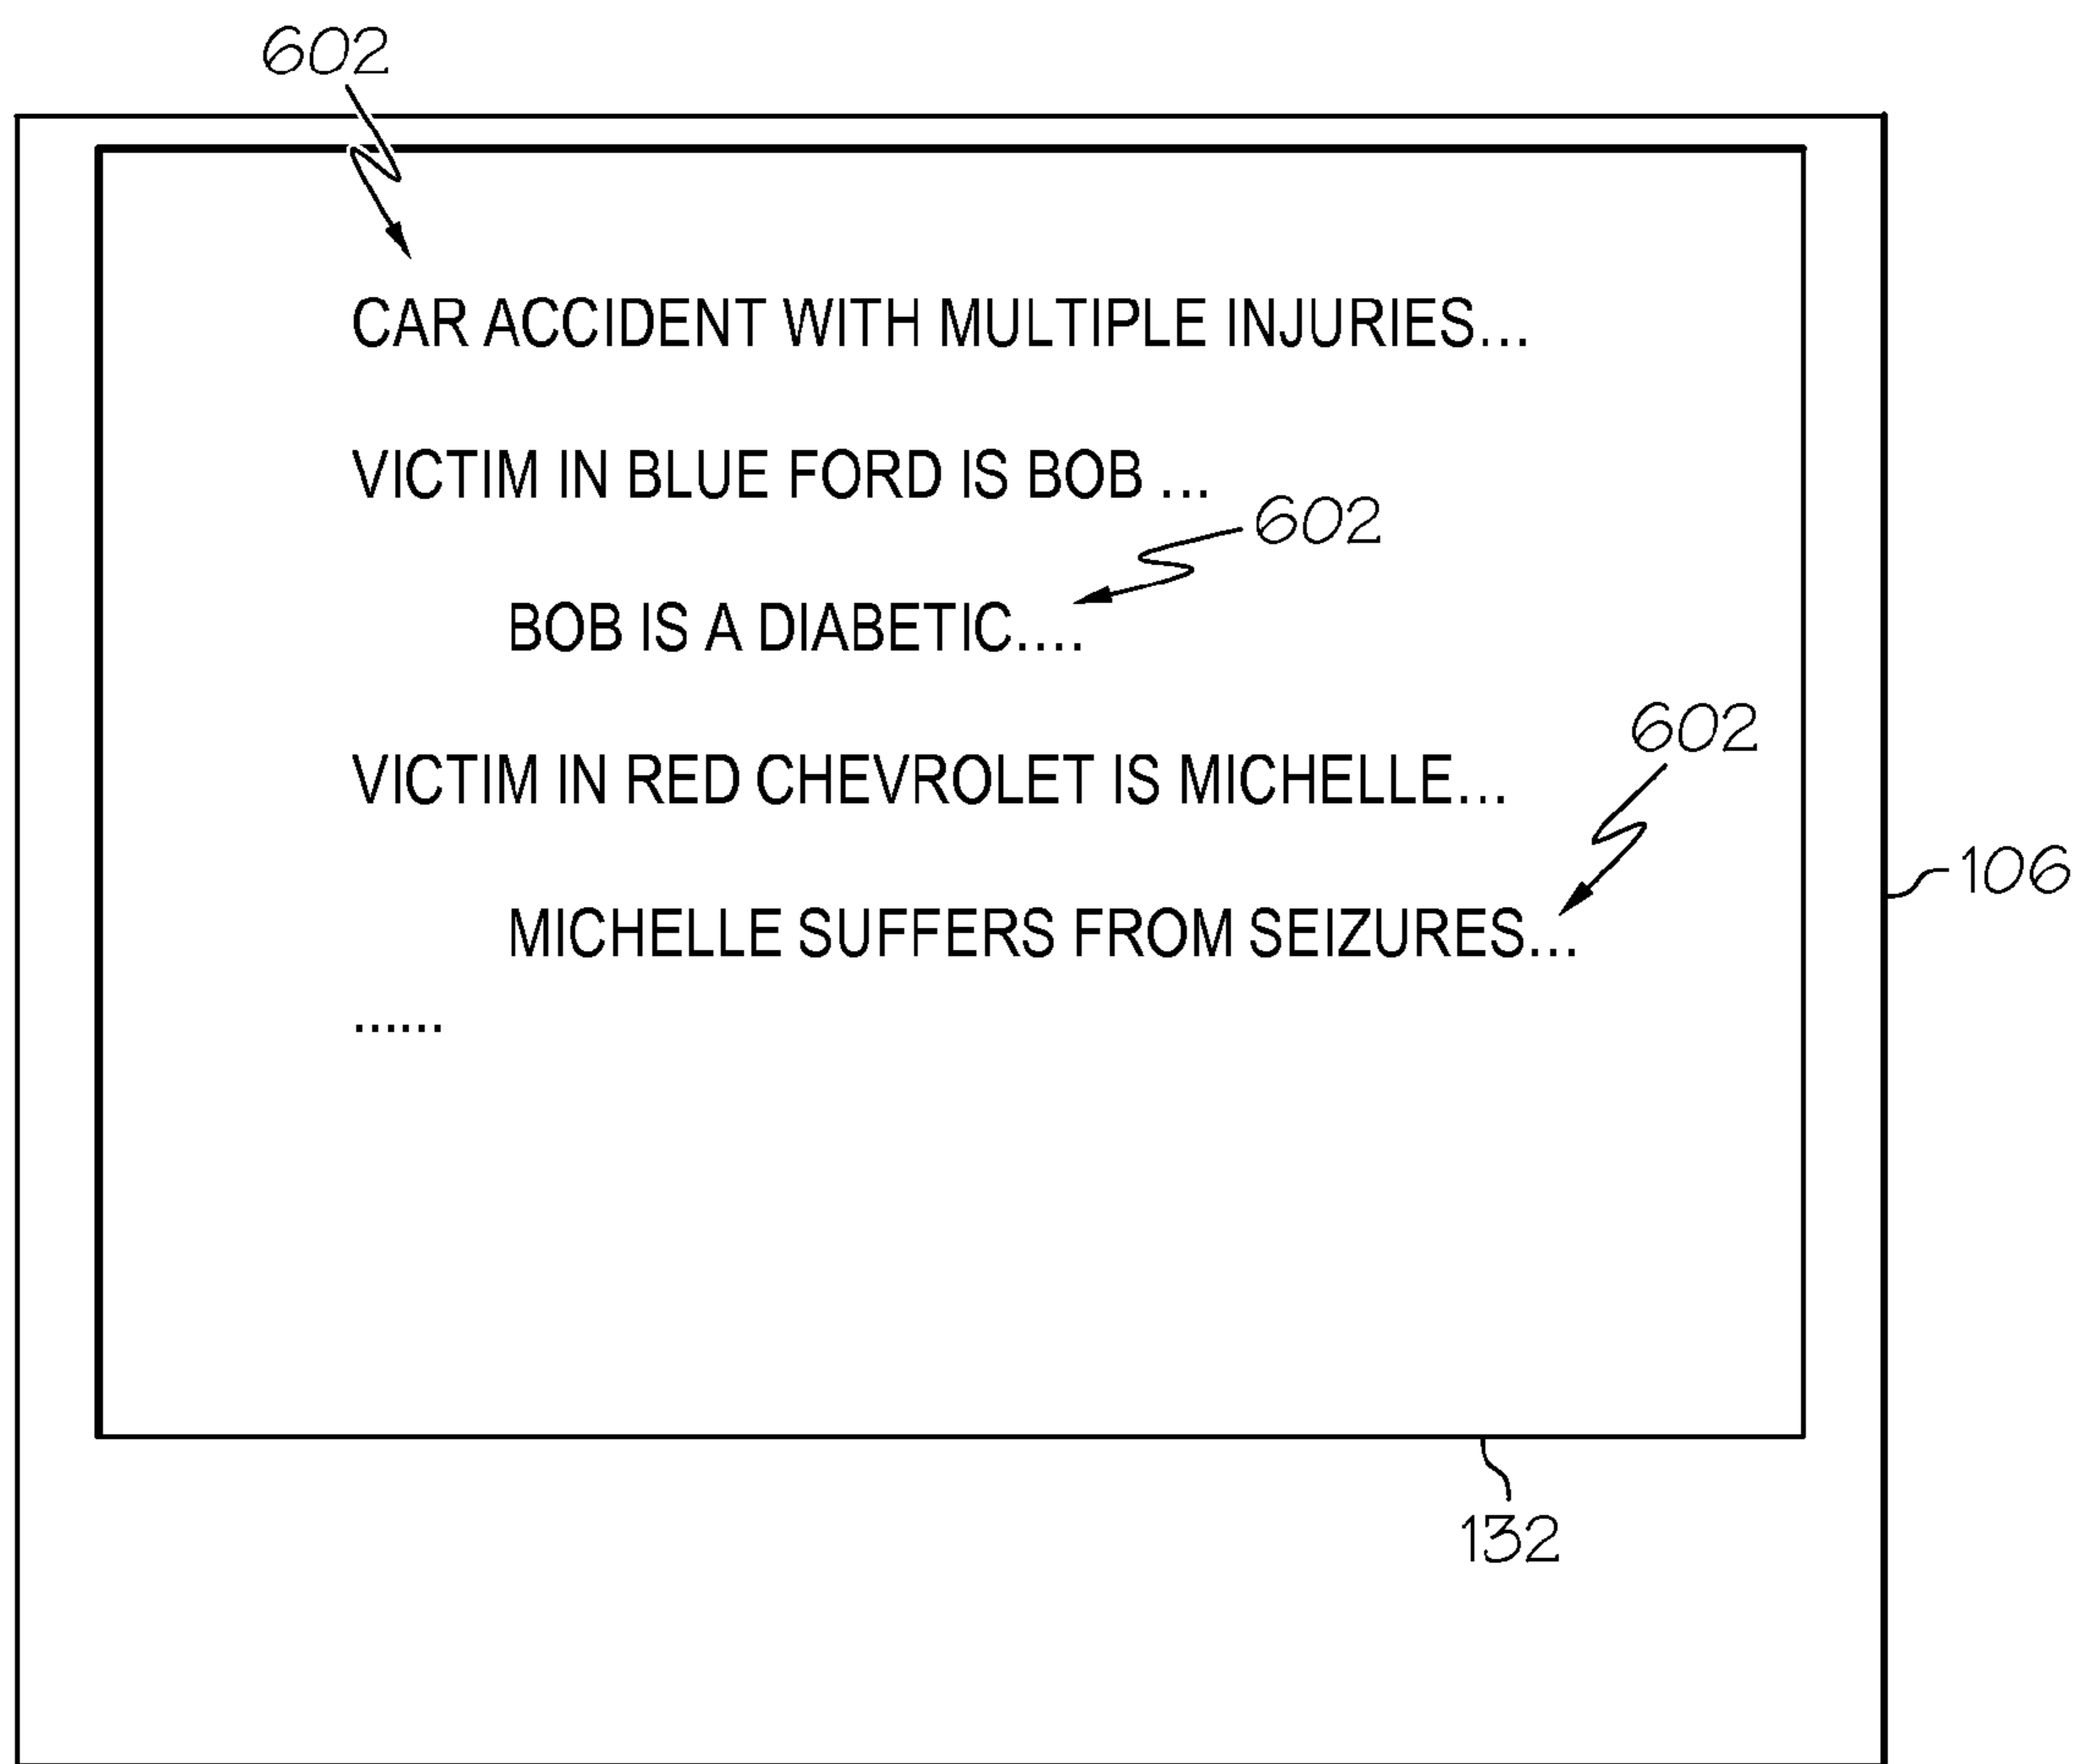 602
CAR ACCIDENT WITH MULTIPLE INJURIES...
VICTIM IN BLUE FORD IS BOB ...
602
BOB IS A DIABETIC....
602
VICTIM IN RED CHEVROLET IS MICHELLE...
106
MICHELLE SUFFERS FROM SEIZURES...
......
132